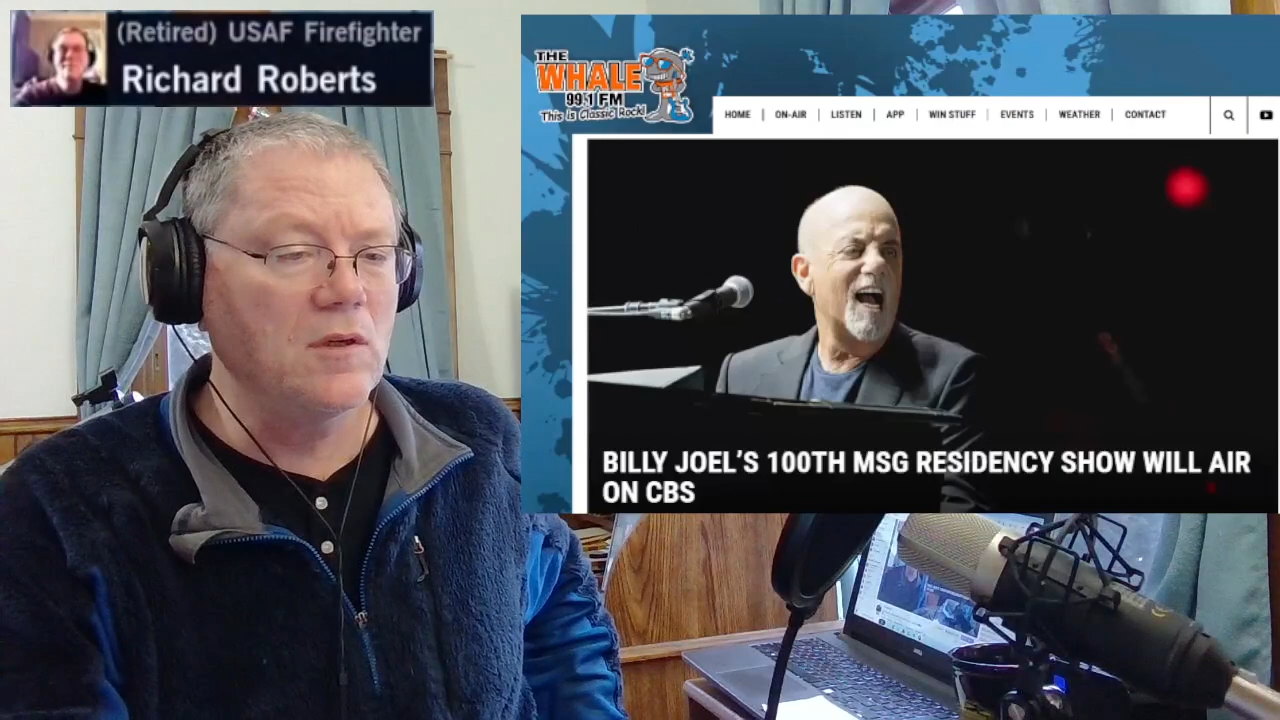 (Retired) USAF Firefighter
Richard Roberts
THE
WHALE
99.1 FM
This is Classic Rock!
HOME
ON-AIR
LISTEN
APP
WIN STUFF
EVENTS
WEATHER
CONTACT
BILLY JOEL'S 100TH MSG RESIDENCY SHOW WILL AIR
ON CBS